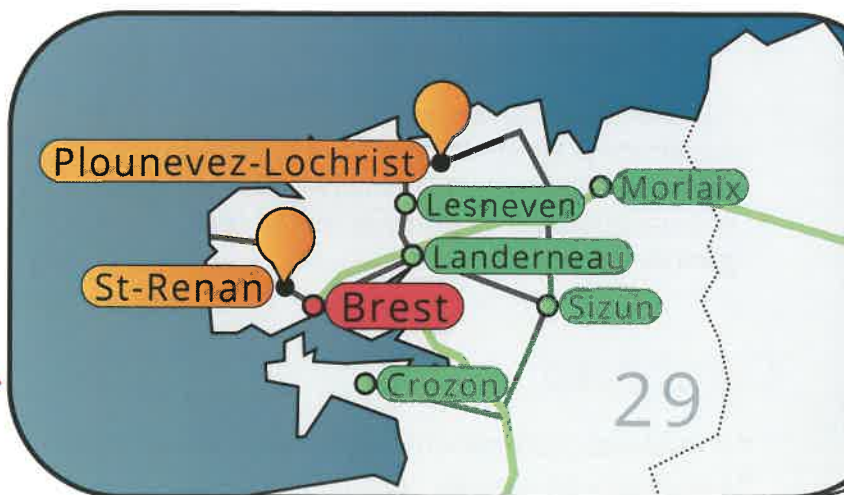 Plounevez-Lochrist
Morlaix
Lesneven
Landerneau
St-Renan
Brest
Sizun
Crozon
29